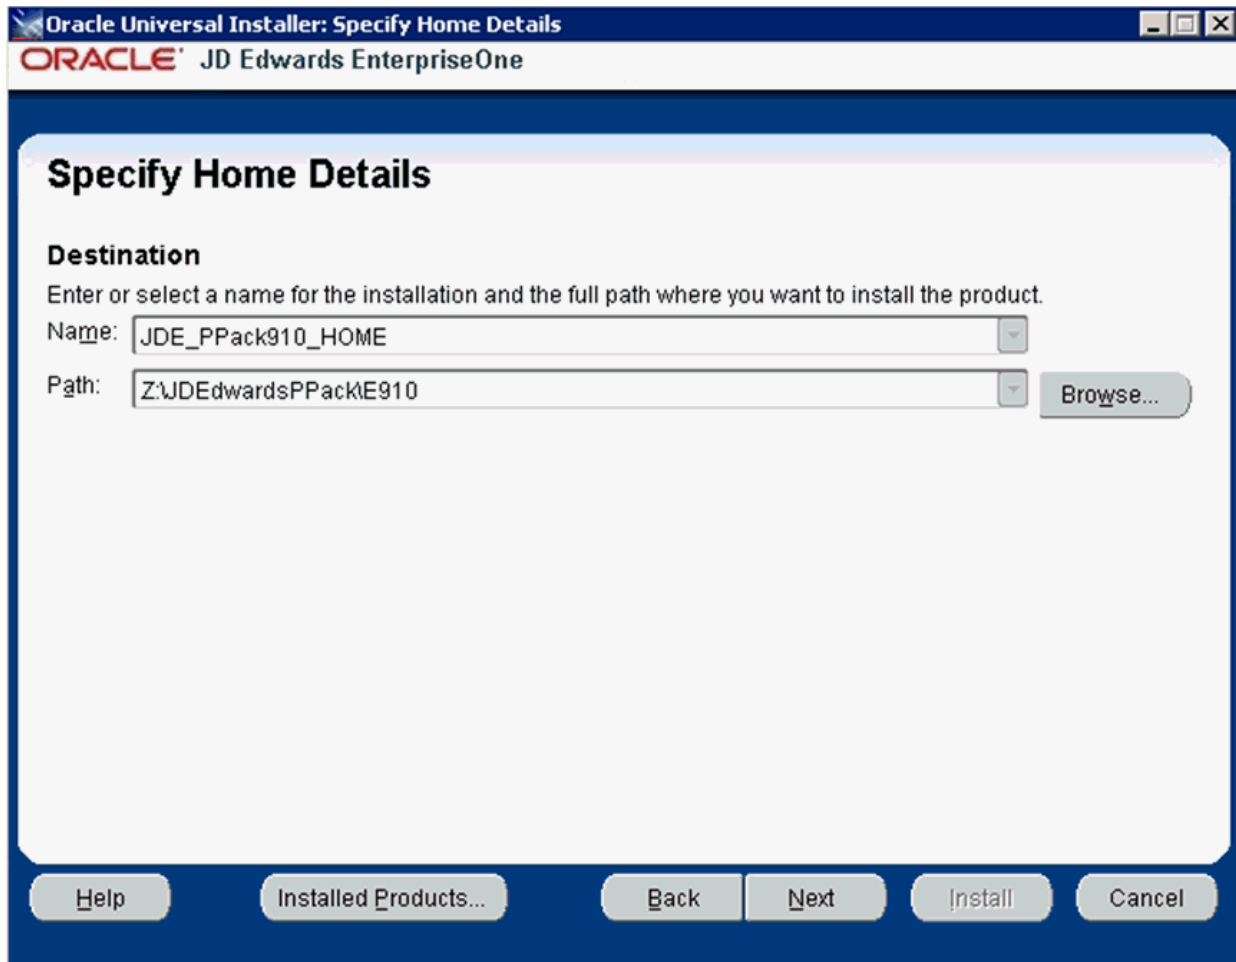 Oracle Universal Installer: Specify Home Details
ORACLE JD Edwards EnterpriseOne
Specify Home Details
Destination
Enter or select a name for the installation and the full path where you want to install the product.
Name: JDE_PPack910_HOME
Path: Z:\JDEdwardsPPack\E910 Browse...
Help Installed Products... Back Next Install Cancel